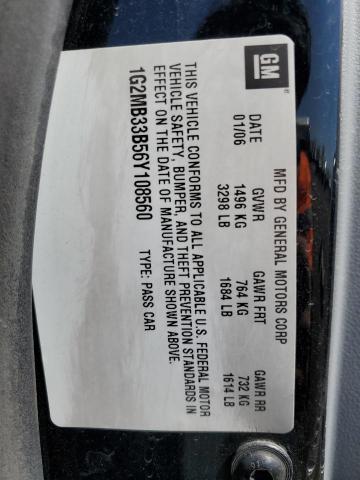 GM
MFD BY GENERAL MOTORS CORP
DATE GVWR GAWR FRT GAWR RR
01/06 1496 KG 764 KG 732 KG
3298 LB 1684 LB 1614 LB
THIS VEHICLE CONFORMS TO ALL APPLICABLE U.S. FEDERAL MOTOR
VEHICLE SAFETY, BUMPER, AND THEFT PREVENTION STANDARDS IN
EFFECT ON THE DATE OF MANUFACTURE SHOWN ABOVE.
1G2MB33B56Y108560 TYPE: PASS CAR